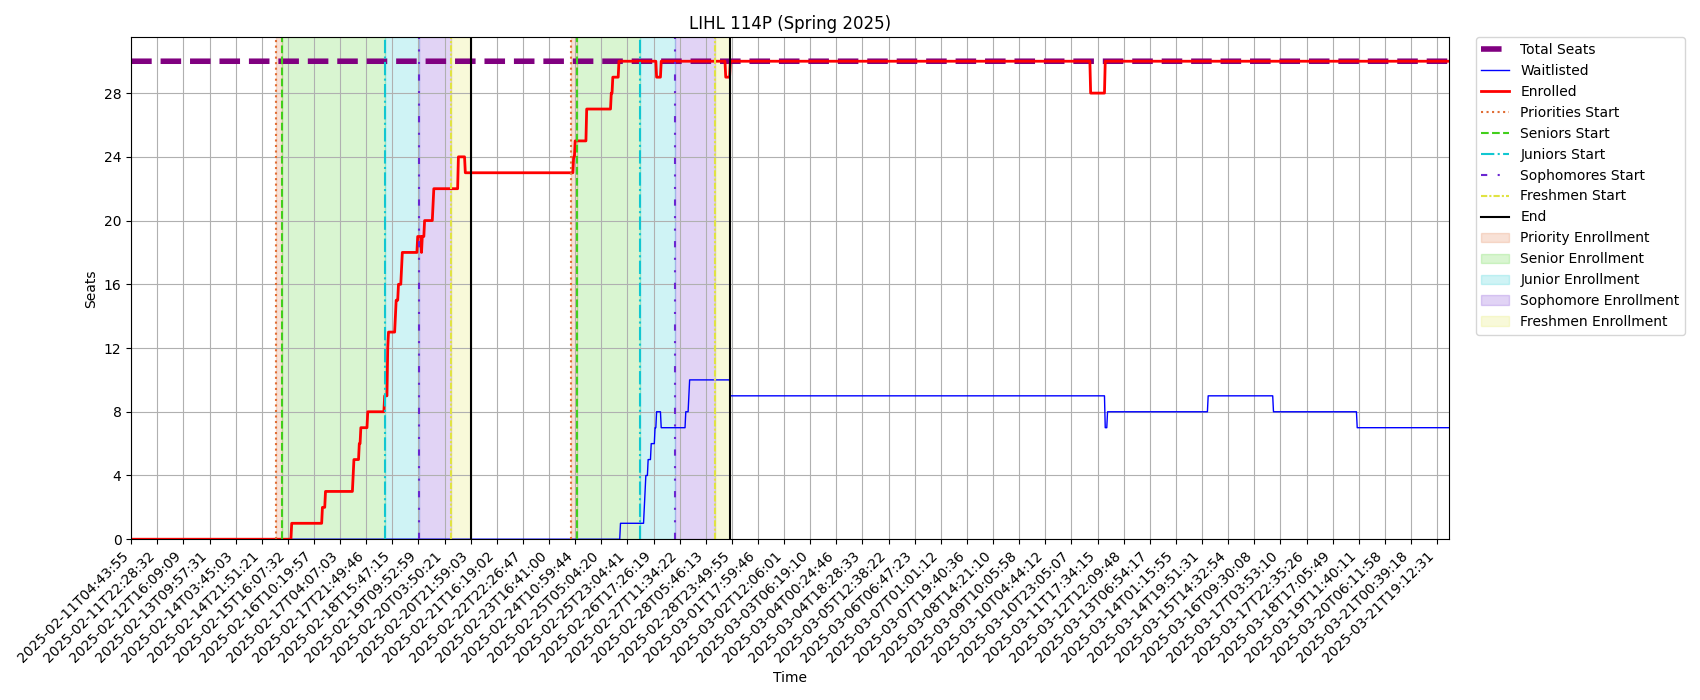 LIHL 114P (Spring 2025)
Total Seats
Waitlisted
Enrolled
Priorities Start
Seniors Start
Juniors Start
Sophomores Start
Freshmen Start
End
Priority Enrollment
Senior Enrollment
Junior Enrollment
Sophomore Enrollment
Freshmen Enrollment
Seats
28
24
20
16
12
8
4
0
2025-02-11T04:43:55
2025-02-11T22:28:32
2025-02-12T16:09:09
2025-02-13T09:57:31
2025-02-14T03:45:03
2025-02-14T21:51:23
2025-02-15T16:07:32
2025-02-16T10:19:57
2025-02-17T04:07:03
2025-02-17T21:49:46
2025-02-18T15:47:15
2025-02-19T09:52:59
2025-02-20T03:50:21
2025-02-20T21:59:03
2025-02-21T16:19:02
2025-02-22T22:26:47
2025-02-23T16:41:00
2025-02-24T10:59:44
2025-02-25T05:04:20
2025-02-25T23:04:41
2025-02-26T17:26:19
2025-02-27T11:34:22
2025-02-28T05:46:13
2025-02-28T23:49:55
2025-03-01T17:59:46
2025-03-02T12:06:01
2025-03-03T06:19:10
2025-03-04T00:24:46
2025-03-04T18:28:33
2025-03-05T12:38:22
2025-03-06T06:47:23
2025-03-07T01:01:12
2025-03-07T19:40:36
2025-03-08T14:21:10
2025-03-09T10:05:58
2025-03-10T04:44:12
2025-03-10T23:05:07
2025-03-11T17:34:15
2025-03-12T12:09:48
2025-03-13T06:54:17
2025-03-14T01:15:55
2025-03-14T19:51:31
2025-03-15T14:32:54
2025-03-16T09:30:08
2025-03-17T03:53:10
2025-03-17T22:35:26
2025-03-18T17:05:49
2025-03-19T11:40:11
2025-03-20T06:11:58
2025-03-21T00:39:18
2025-03-21T19:12:31
Time